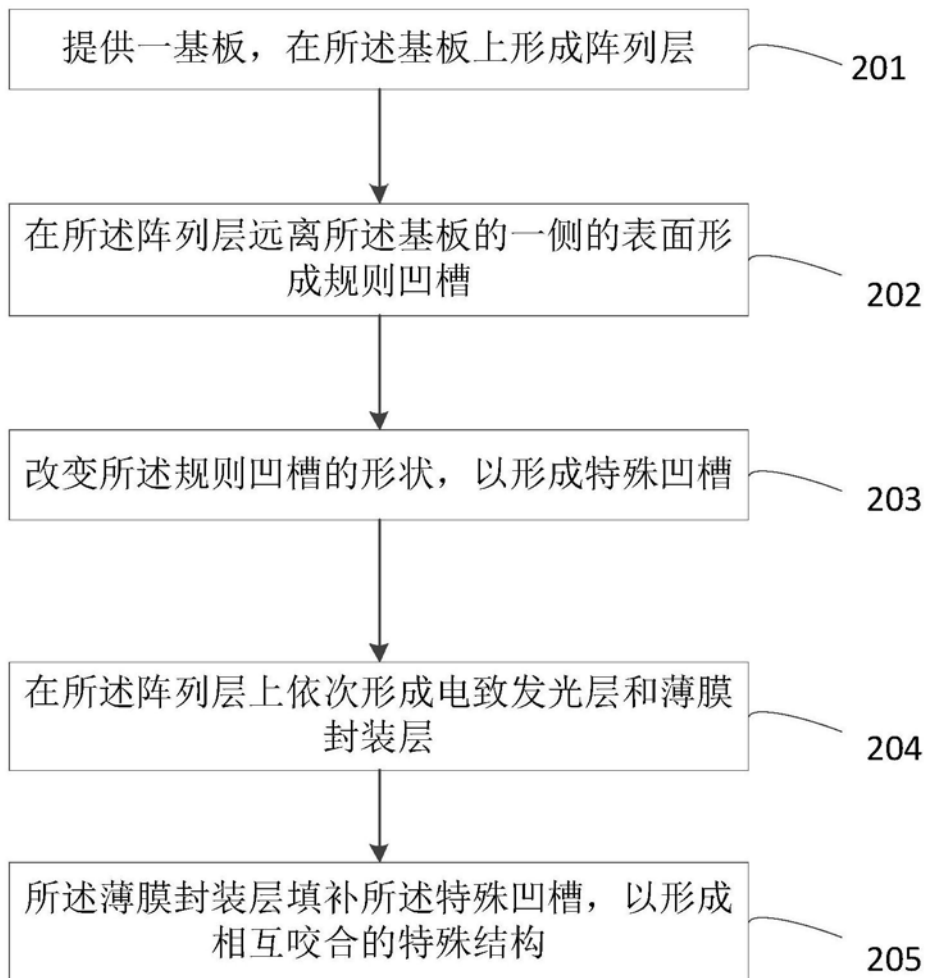 提供一基板，在所述基板上形成阵列层
201
在所述阵列层远离所述基板的一侧的表面形
成规则凹槽
202
改变所述规则凹槽的形状，以形成特殊凹槽
203
在所述阵列层上依次形成电致发光层和薄膜
封装层
204
所述薄膜封装层填补所述特殊凹槽，以形成
相互咬合的特殊结构
205